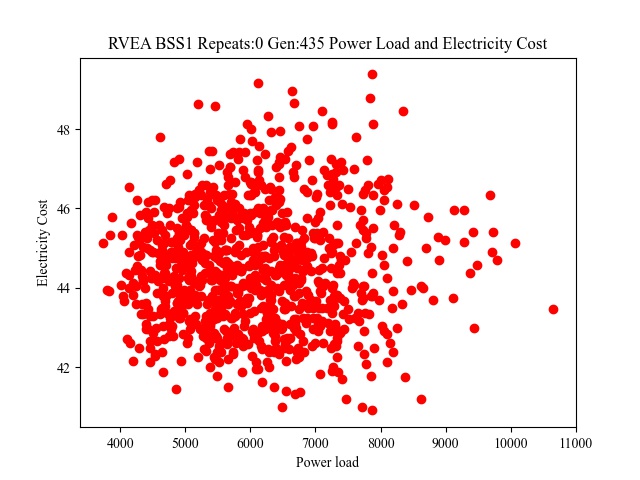 RVEA BSS1 Repeats:0 Gen:435 Power Load and Electricity Cost
48
46
44
42
Electricity Cost
4000 5000 6000 7000 8000 9000 10000 11000
Power load